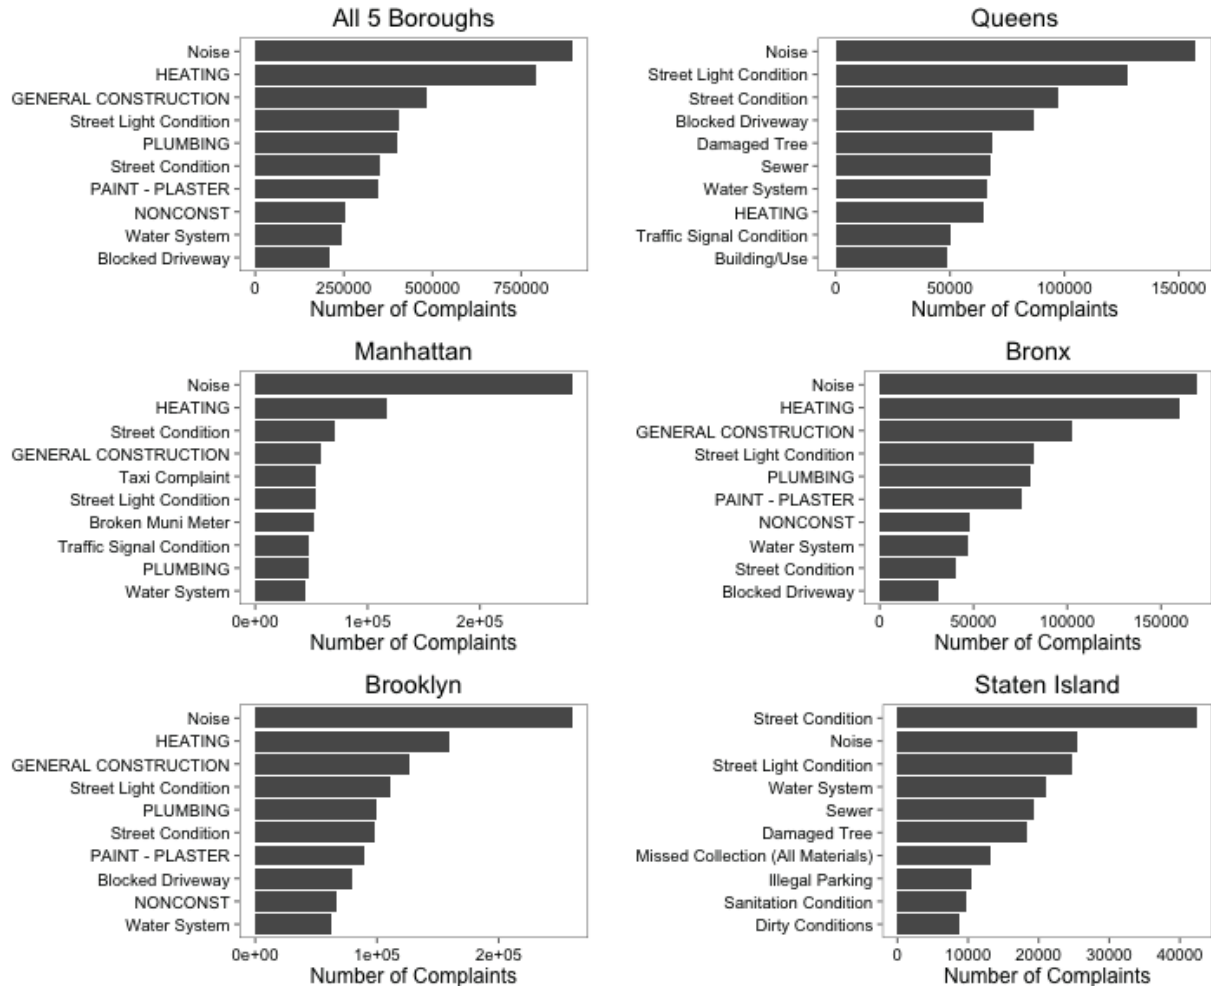 All 5 Boroughs
Noise
HEATING
GENERAL CONSTRUCTION
Street Light Condition
PLUMBING
Street Condition
PAINT - PLASTER
NONCONST
Water System
Blocked Driveway
0 250000 500000 750000
Number of Complaints
Queens
Noise
Street Light Condition
Street Condition
Blocked Driveway
Damaged Tree
Sewer
Water System
HEATING
Traffic Signal Condition
Building/Use
0 50000 100000 150000
Number of Complaints
Manhattan
Noise
HEATING
Street Condition
GENERAL CONSTRUCTION
Taxi Complaint
Street Light Condition
Broken Muni Meter
Traffic Signal Condition
PLUMBING
Water System
0e+00 1e+05 2e+05
Number of Complaints
Bronx
Noise
HEATING
GENERAL CONSTRUCTION
Street Light Condition
PLUMBING
PAINT - PLASTER
NONCONST
Water System
Street Condition
Blocked Driveway
0 50000 100000 150000
Number of Complaints
Brooklyn
Noise
HEATING
GENERAL CONSTRUCTION
Street Light Condition
PLUMBING
Street Condition
PAINT - PLASTER
Blocked Driveway
NONCONST
Water System
0e+00 1e+05 2e+05
Number of Complaints
Staten Island
Street Condition
Noise
Street Light Condition
Water System
Sewer
Damaged Tree
Missed Collection (All Materials)
Illegal Parking
Sanitation Condition
Dirty Conditions
0 10000 20000 30000 40000
Number of Complaints